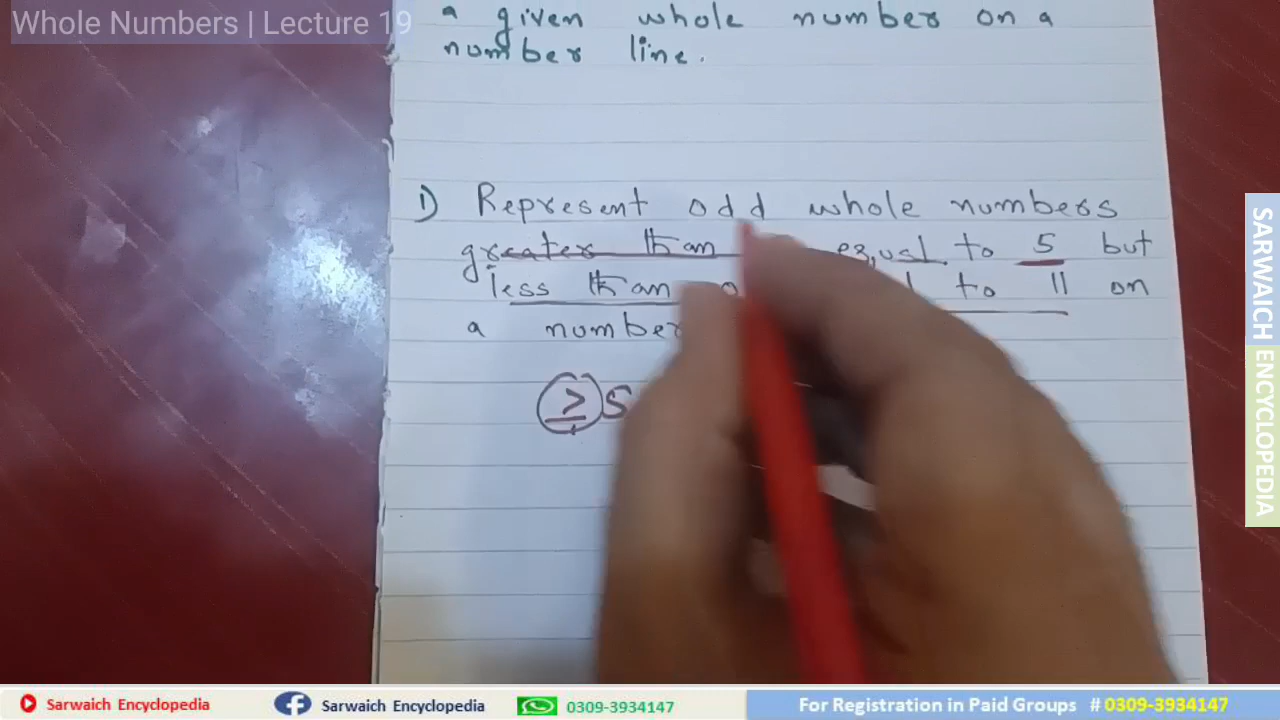 Whole Numbers | Lecture 19
a given whole number on a
number line.
1) Represent odd whole numbers
greater than equal to 5 but
less than to 11 on
a number
≥ 5
SARWAICH ENCYCLOPEDIA
Sarwaich Encyclopedia
Sarwaich Encyclopedia
0309-3934147
For Registration in Paid Groups # 0309-3934147